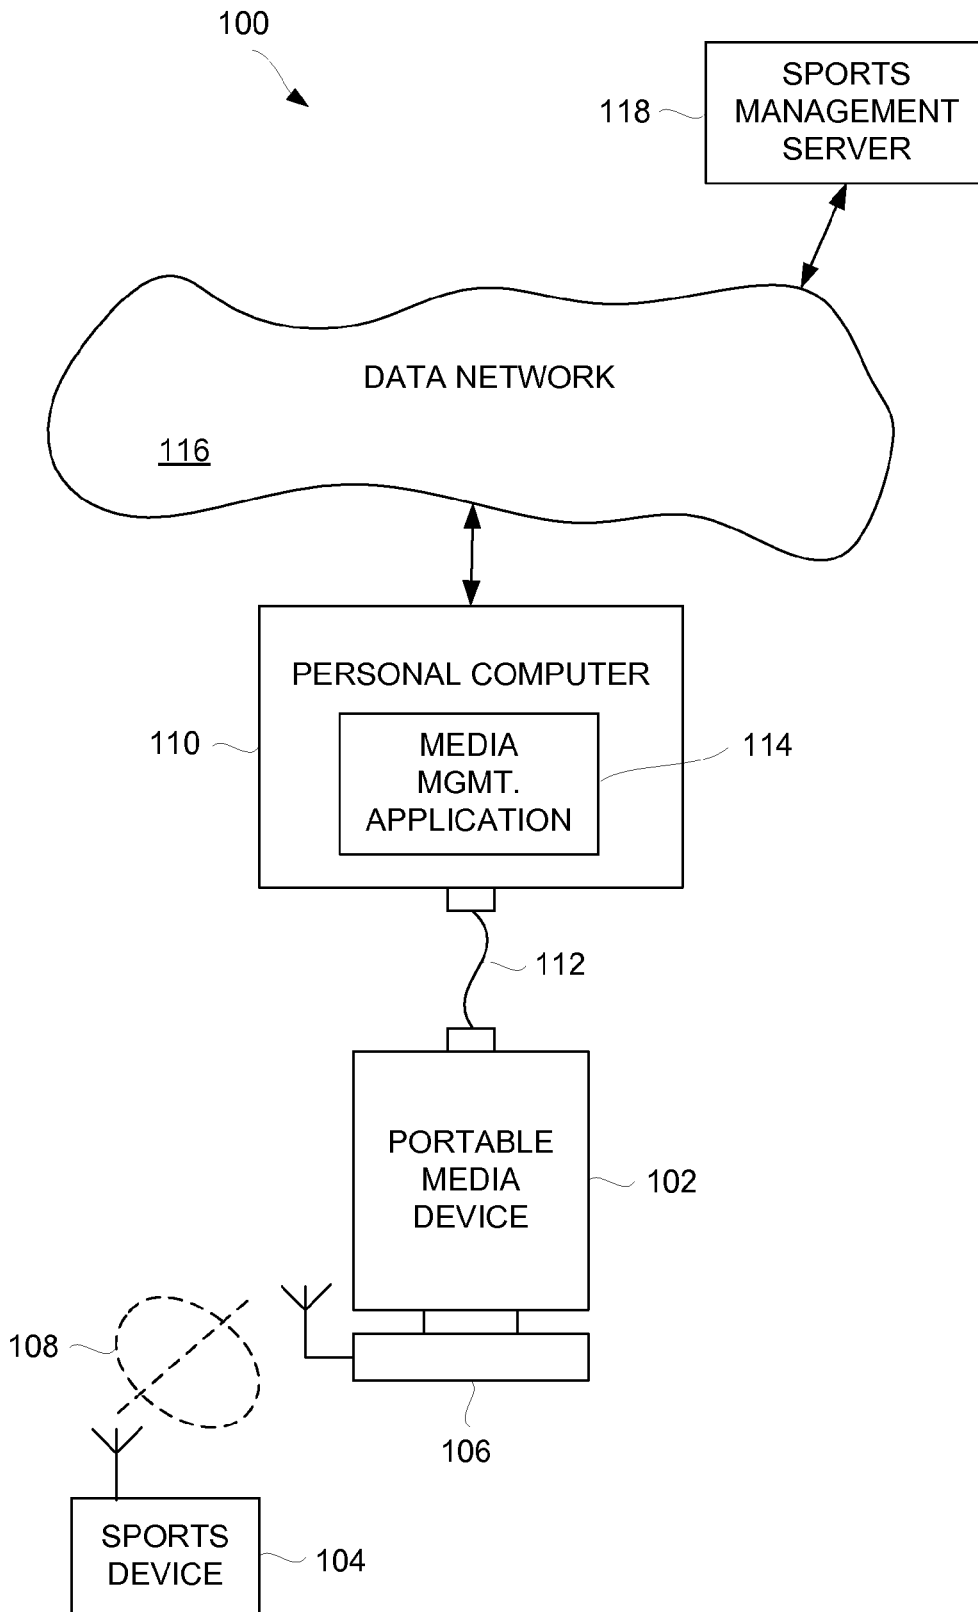 100
SPORTS
MANAGEMENT
SERVER
118
DATA NETWORK
116
PERSONAL COMPUTER
110
MEDIA
MGMT.
APPLICATION
114
112
PORTABLE
MEDIA
DEVICE
102
108
106
SPORTS
DEVICE
104